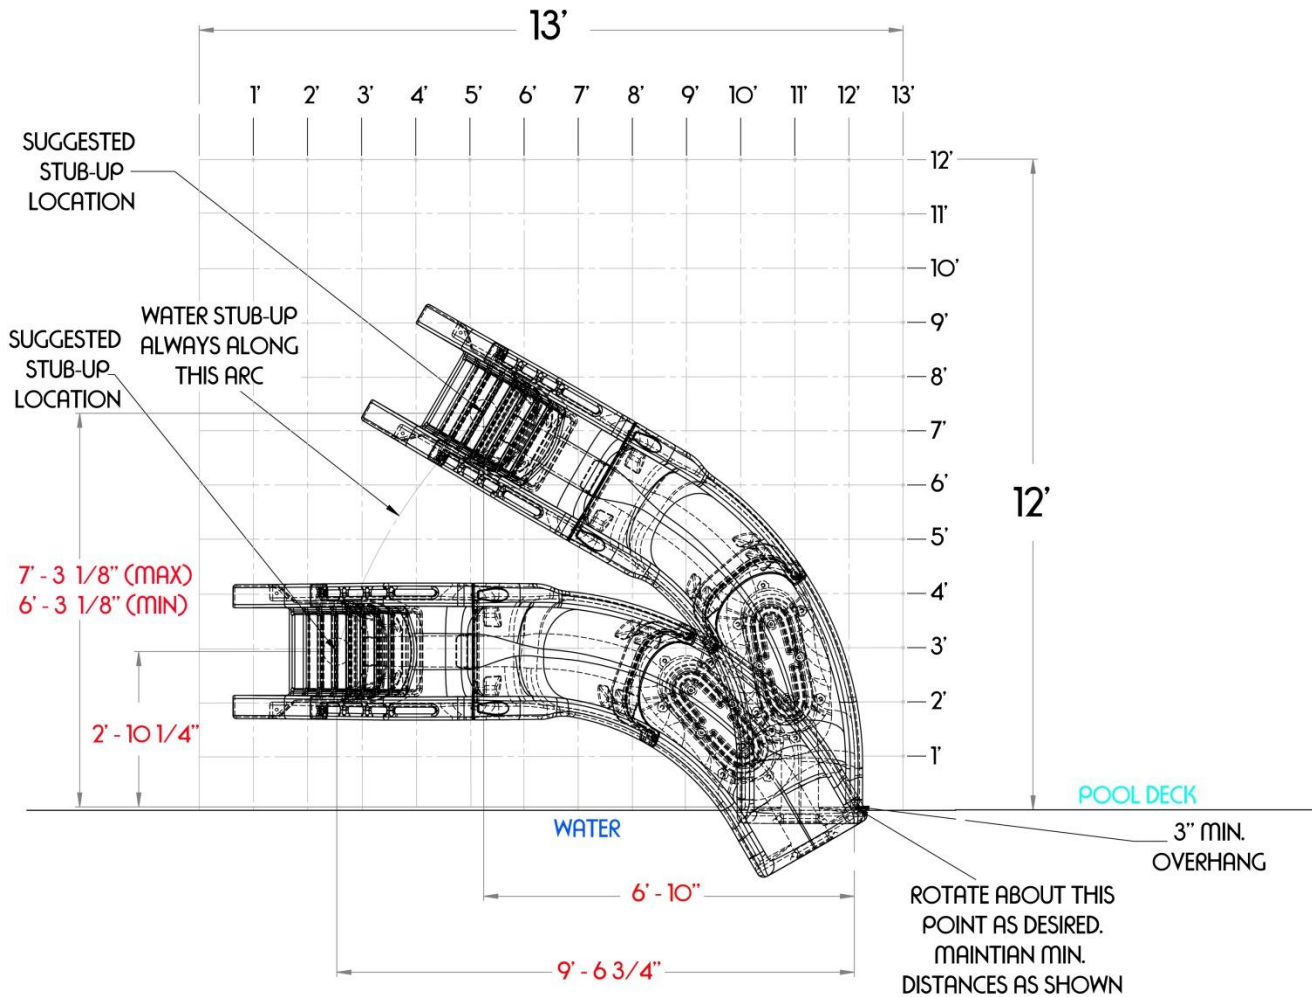 13'
1' 2' 3' 4' 5' 6' 7' 8' 9' 10' 11' 12' 13'
SUGGESTED
STUB-UP
LOCATION
12'
11'
10'
9'
8'
7'
6'
5'
4'
3'
2'
1'
12'
WATER STUB-UP
ALWAYS ALONG
THIS ARC
SUGGESTED
STUB-UP
LOCATION
7' - 3 1/8" (MAX)
6' - 3 1/8" (MIN)
2' - 10 1/4"
WATER
POOL DECK
3" MIN.
OVERHANG
6' - 10"
9' - 6 3/4"
ROTATE ABOUT THIS
POINT AS DESIRED.
MAINTIAN MIN.
DISTANCES AS SHOWN